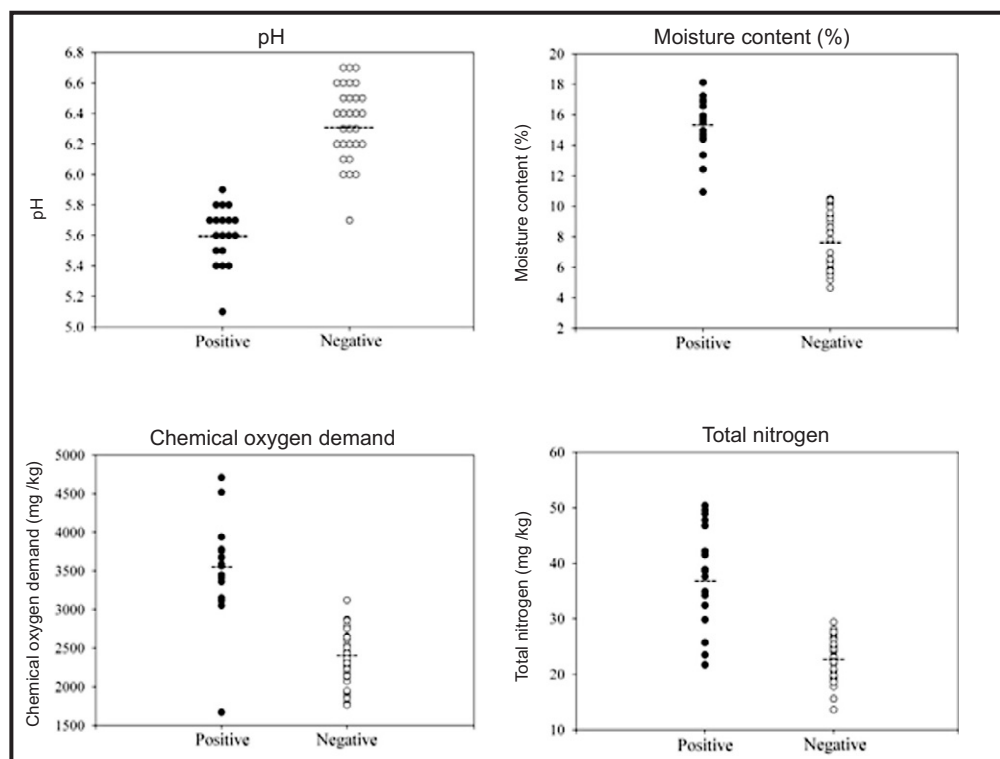 pH
pH
6.8
6.6
6.4
6.2
6.0
5.8
5.6
5.4
5.2
5.0
Positive Negative
Moisture content (%)
Moisture content (%)
20
18
16
14
12
10
8
6
4
2
Positive Negative
Chemical oxygen demand
Chemical oxygen demand (mg /kg)
5000
4500
4000
3500
3000
2500
2000
1500
Positive Negative
Total nitrogen
Total nitrogen (mg /kg)
60
50
40
30
20
10
Positive Negative